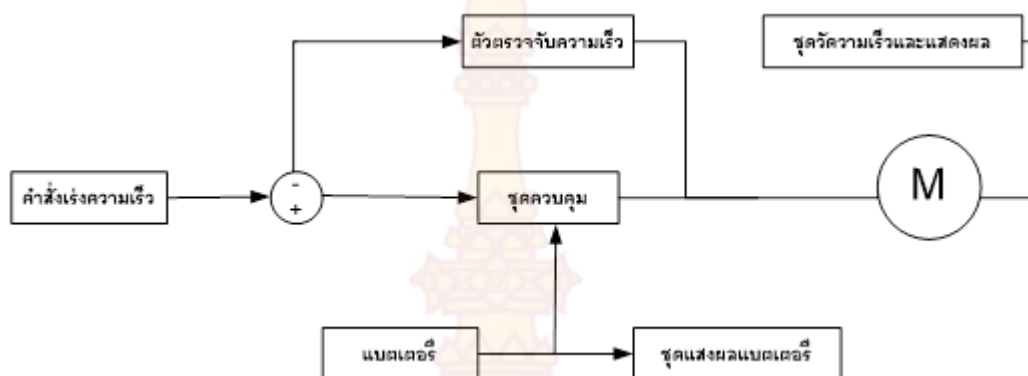 ตัวตรวจจับความเร็ว
ชุดวัดวามเร็วและแสดงผล
คำสั่งเร่งความเร็ว
-
+
ชุดควบคุม
M
แบตเตอรี่
ชุดแสงผลแบตเตอรี่